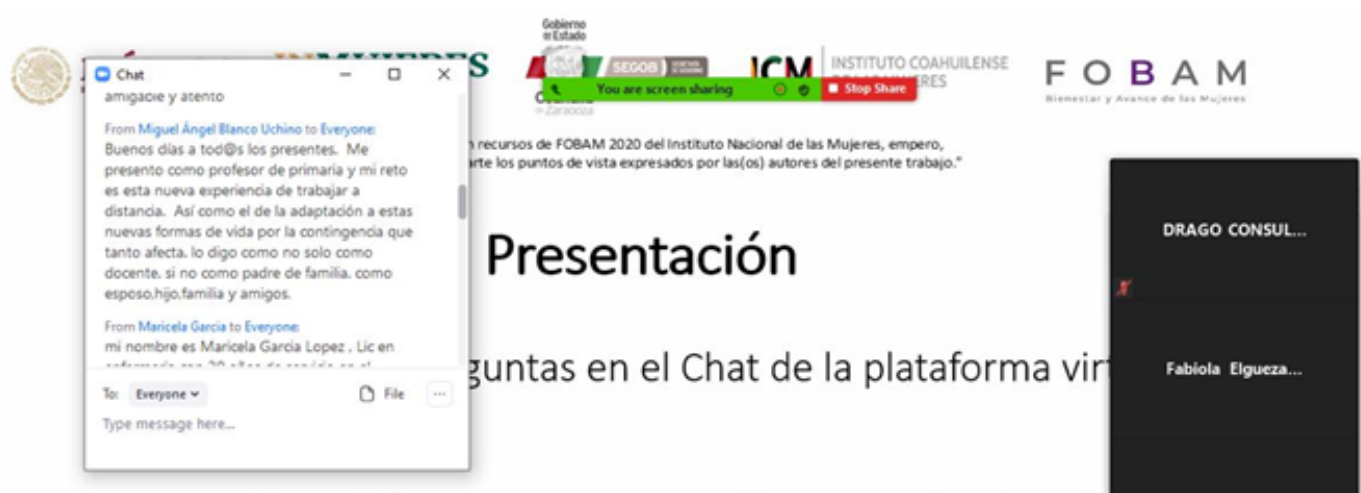 Gobierno
de Estado
SEGOB
ICM
INSTITUTO COAHUILENSE
FOBAM
Bienestar y Avance de las Mujeres
You are screen sharing
Stop Share
Zaragoza
recursos de FOBAM 2020 del Instituto Nacional de las Mujeres, empero,
los puntos de vista expresados por las(os) autores del presente trabajo."
Presentación
guntas en el Chat de la plataforma
Chat
amigable y atento
From Miguel Ángel Blanco Uchino to Everyone:
Buenos días a tod@s los presentes. Me
presento como profesor de primaria y mi reto
es esta nueva experiencia de trabajar a
distancia. Así como el de la adaptación a estas
nuevas formas de vida por la contingencia que
tanto afecta. lo digo como no solo como
docente. si no como padre de familia. como
esposo,hijo,familia y amigos.
From Maricela Garcia to Everyone:
mi nombre es Maricela Garcia Lopez , Lic en
To: Everyone
File
...
Type message here...
DRAGO CONSUL...
Fabiola Elgueza...